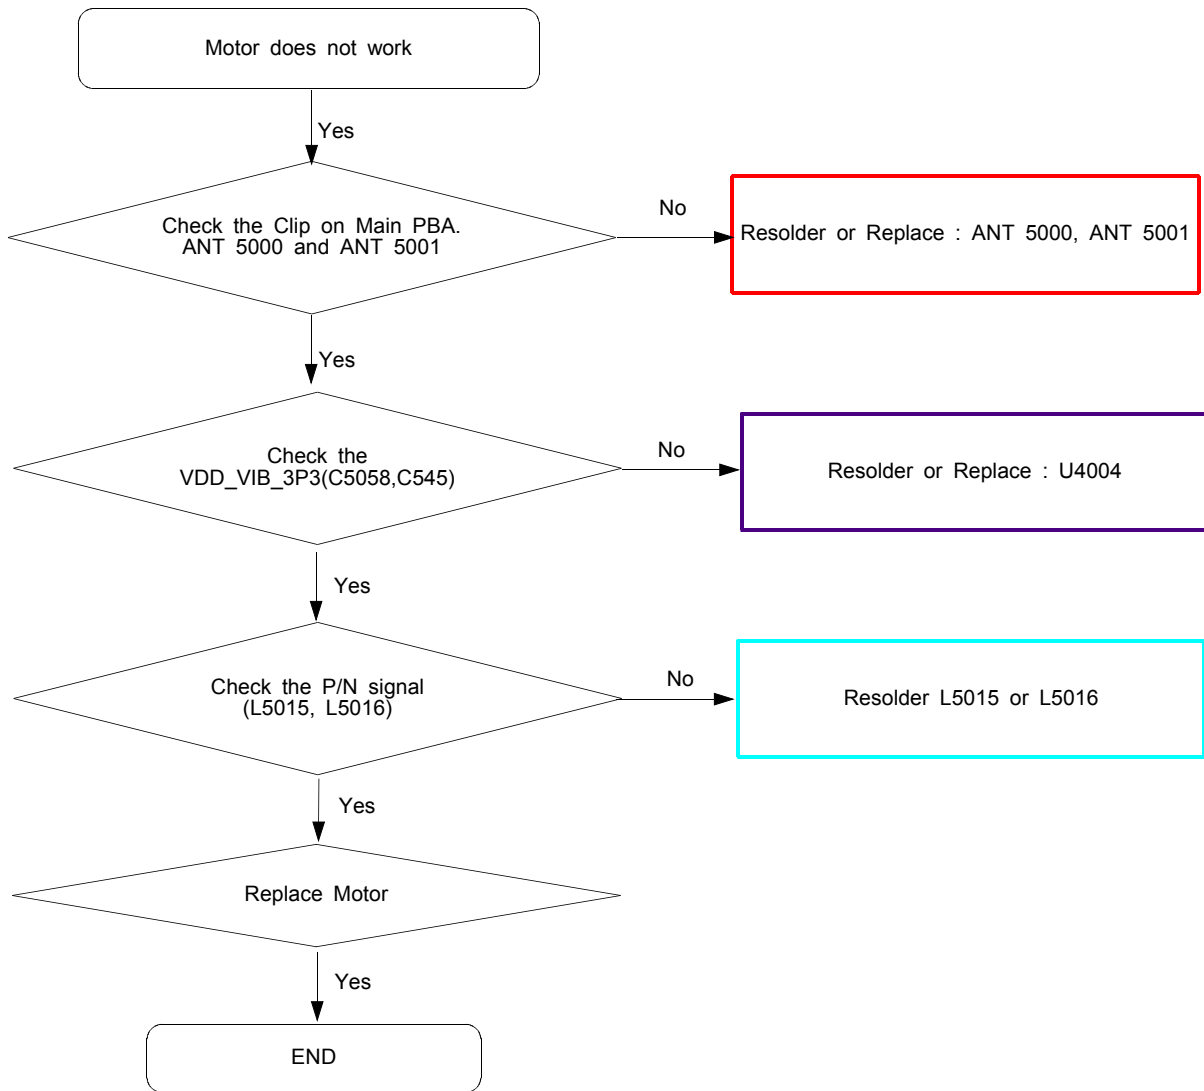 Motor does not work
Yes
Check the Clip on Main PBA.
ANT 5000 and ANT 5001
No
Resolder or Replace : ANT 5000, ANT 5001
Yes
Check the
VDD_VIB_3P3(C5058,C545)
No
Resolder or Replace : U4004
Yes
Check the P/N signal
(L5015, L5016)
No
Resolder L5015 or L5016
Yes
Replace Motor
Yes
END